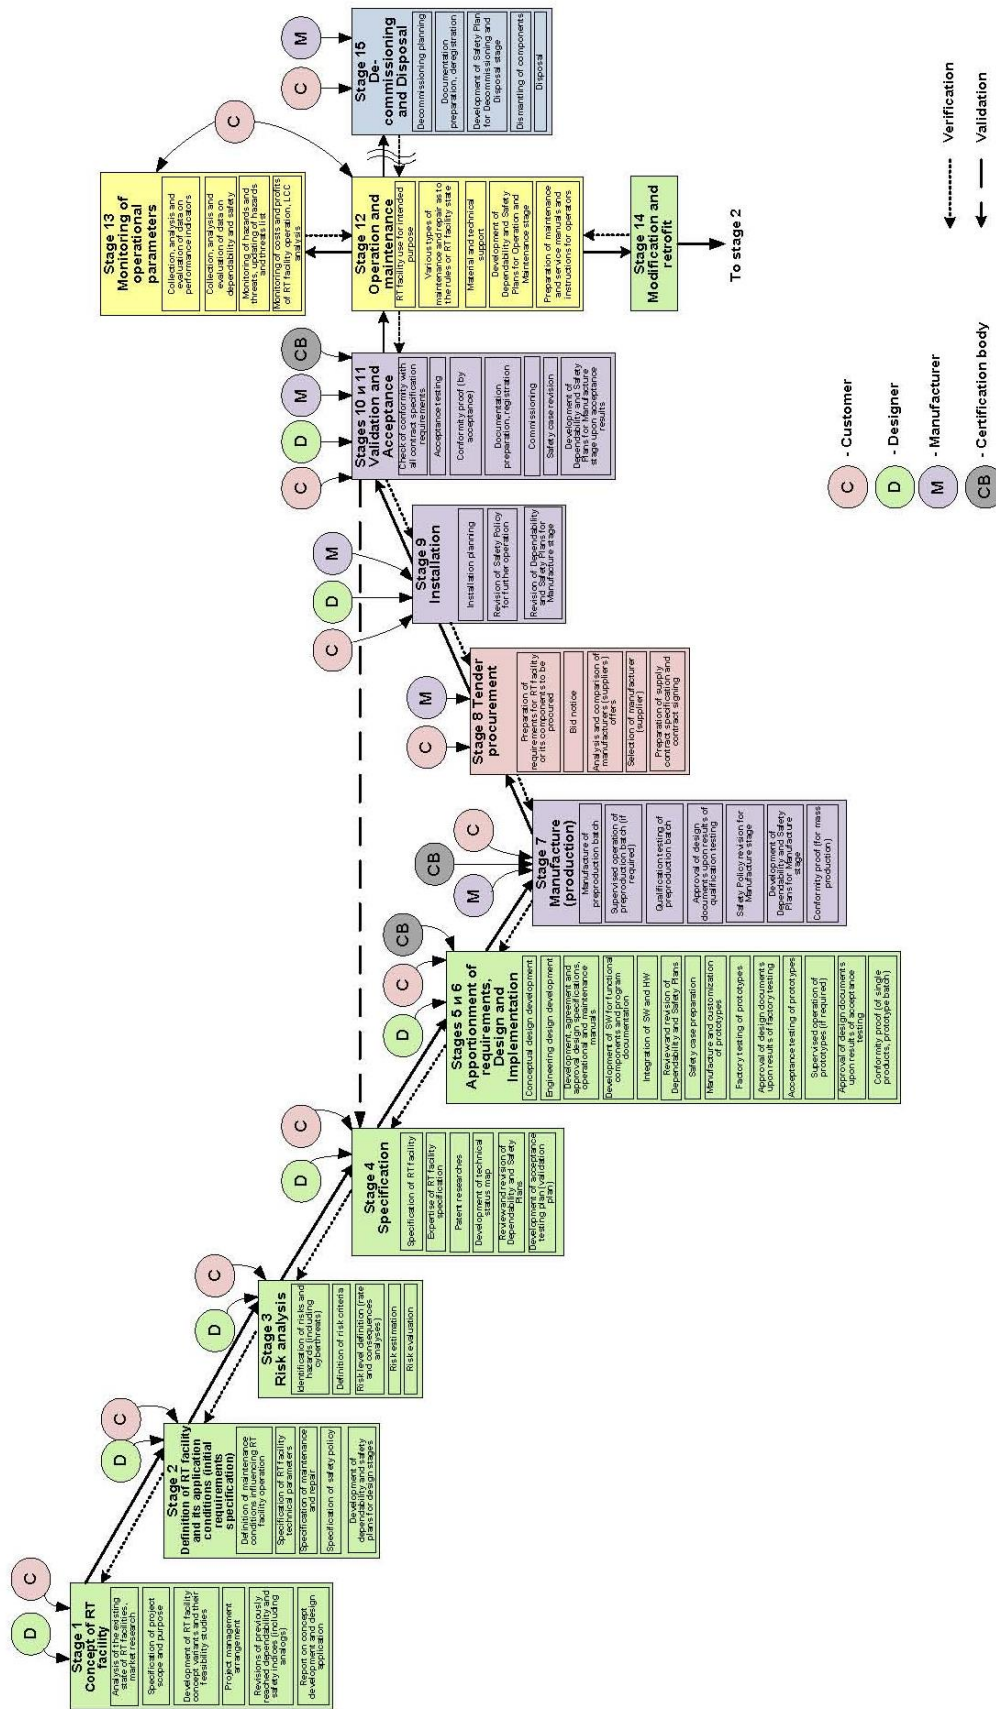 D
C
Stage 1
Concept of RT
facility
Analysis of the existing
state of RT facilities,
market research
Specification of project
scope and purpose
Development of RT facility
concept variants and their
feasibility studies
Project management
arrangement
Revisions of previously
reached dependability and
safety indices (including
analogs)
Report on concept
development and design
application
D
C
Stage 2
Definition of RT facility
and its application
conditions (initial
requirements
specification)
Definition of maintenance
conditions influencing RT
facility operation
Specification of RT facility
technical parameters
Specification of maintenance
and repair
Specification of safety policy
Development of
dependability and safety
plans for design stages
D
C
Stage 3
Risk analysis
Identification of risks and
hazards (including
cyberthreats)
Definition of risk criteria
Risk level definition (rate
and consequences
analyses)
Risk estimation
Risk evaluation
D
C
Stage 4
Specification
Specification of RT facility
Expertise of RT facility
specification
Patent researches
Development of technical
status map
Review and revision of
Dependability and Safety
Plans
Development of acceptance
testing plan (validation
plan)
D
C
CB
Stages 5 и 6
Apportionment of
requirements,
Design and
Implementation
Conceptual design development
Engineering design development
Development, agreement and
approval design specifications,
operational and maintenance
manuals
Development of SW for functional
components and program
documentation
Integration of SW and HW
Review and revision of
Dependability and Safety Plans
Safety case preparation
Manufacture and customization
of prototypes
Factory testing of prototypes
Approval of design documents
upon results of factory testing
Acceptance testing of prototypes
Supervised operation of
prototypes (if required)
Approval of design documents
upon results of acceptance
testing
Conformity proof (of single
products, prototype batch)
M
CB
C
Stage 7
Manufacture
(production)
Manufacture of
preproduction batch
Supervised operation of
preproduction batch (if
required)
Qualification testing of
preproduction batch
Approval of design
documents upon results of
qualification testing
Safety Policy revision for
Manufacture stage
Development of
Dependability and Safety
Plans for Manufacture
stage
Conformity proof (for mass
production)
C
M
Stage 8 Tender
procurement
Preparation of
requirements for RT facility
or its components to be
procured
Bid notice
Analysis and comparison of
manufacturers (suppliers)
offers
Selection of manufacturer
(supplier)
Preparation of supply
contract specification and
contract signing
C
D
M
Stage 9
Installation
Installation planning
Revision of Safety Policy
for further operation
Revision of Dependability
and Safety Plans for
Manufacture stage
C
D
M
CB
Stages 10 и 11
Validation and
Acceptance
Check of conformity with
all contract specification
requirements
Acceptance testing
Conformity proof (by
acceptance)
Documentation
preparation, registration
Commissioning
Safety case revision
Development of
Dependability and Safety
Plans for Manufacture
stage upon acceptance
results
Stage 13
Monitoring of
operational
parameters
Collection, analysis and
evaluation of data on
performance indicators
Collection, analysis and
evaluation of data on
dependability and safety
Monitoring of hazards and
threats, updating of hazards
and threats list
Monitoring of costs and profits
of RT facility operation, LCC
analysis
C
Stage 12
Operation and
maintenance
RT facility use for intended
purpose
Various types of
maintenance and repair as to
the rules or RT facility state
Material and technical
support
Development of
Dependability and Safety
Plans for Operation and
Maintenance stage
Preparation of maintenance
and service manuals and
instructions for operators
Stage 14
Modification and
retrofit
To stage 2
C
M
Stage 15
De-
commissioning
and Disposal
Decommissioning planning
Documentation
preparation, deregistration
Development of Safety Plan
for Decommissioning and
Disposal stage
Dismantling of components
Disposal
C - Customer
D - Designer
M - Manufacturer
CB - Certification body
Verification
Validation